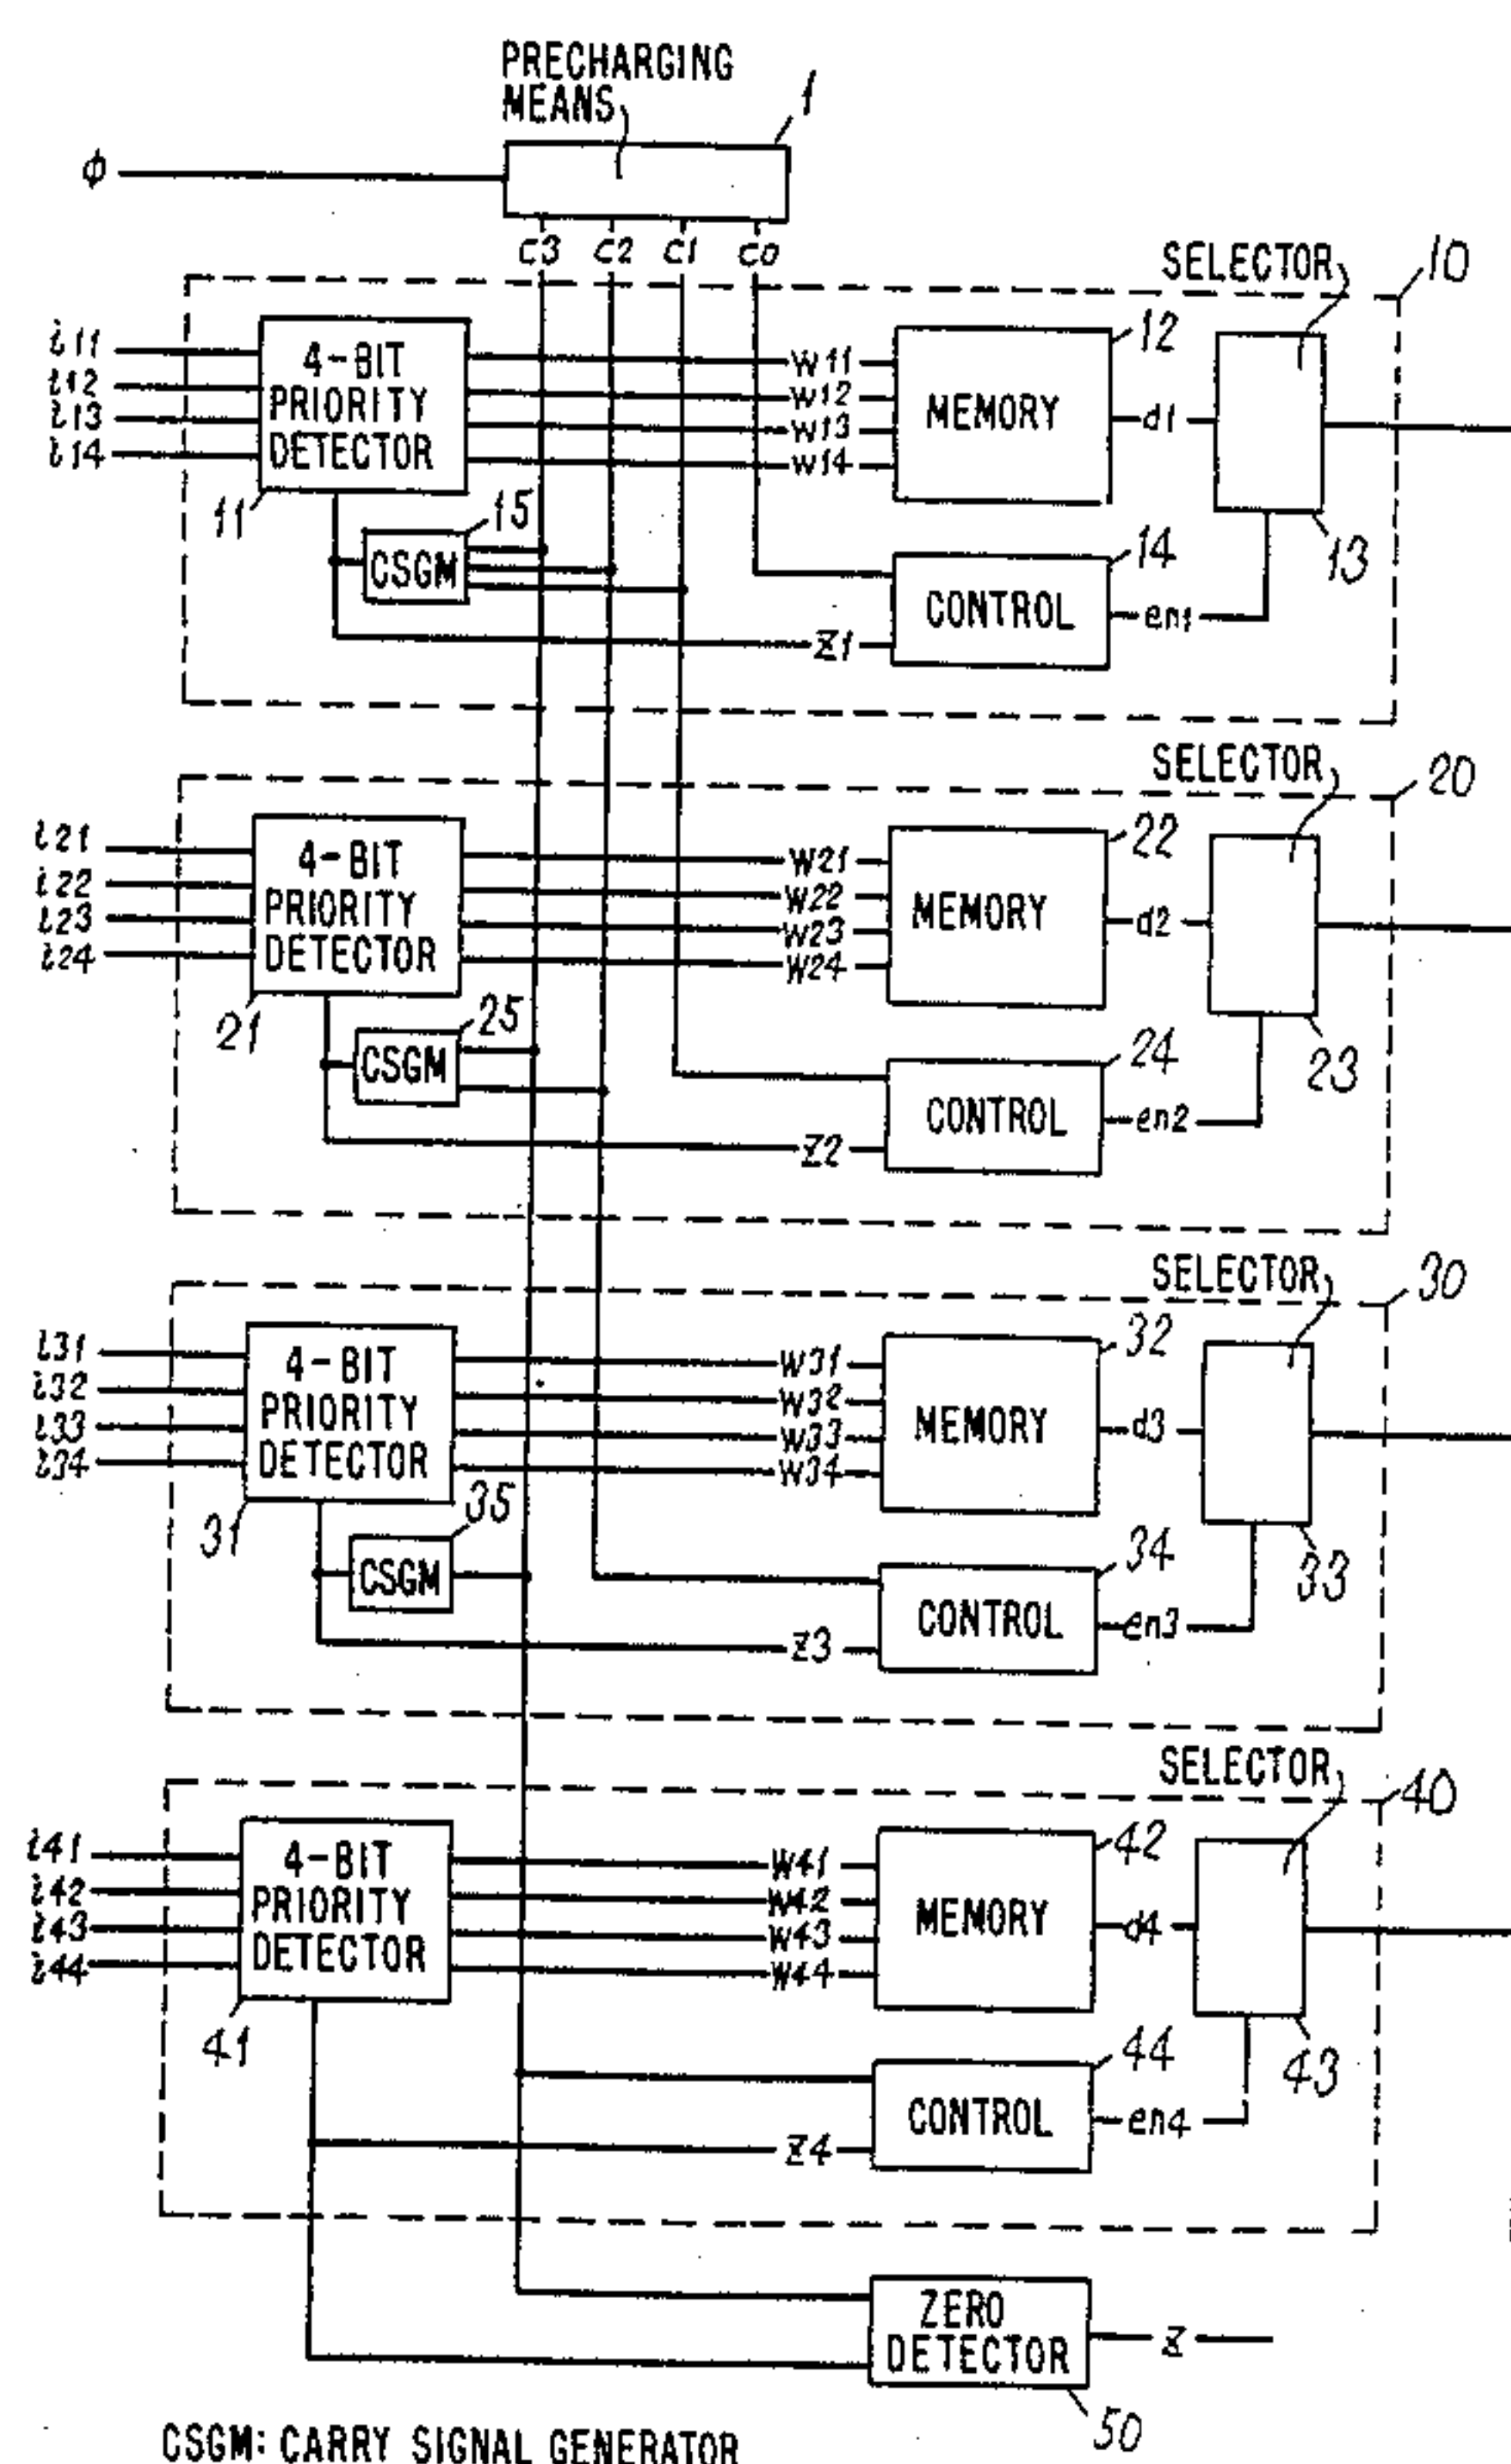 PRECHARGING
MEANS
1
ϕ
c3 c2 c1 c0
SELECTOR
10
i11
i12
i13
i14
4-BIT
PRIORITY
DETECTOR
11
w11
w12
w13
w14
MEMORY
12
d1
13
15
CSGM
14
CONTROL
en1
z1
SELECTOR
20
i21
i22
i23
i24
4-BIT
PRIORITY
DETECTOR
21
w21
w22
w23
w24
MEMORY
22
d2
23
25
CSGM
24
CONTROL
en2
z2
SELECTOR
30
i31
i32
i33
i34
4-BIT
PRIORITY
DETECTOR
31
w31
w32
w33
w34
MEMORY
32
d3
33
35
CSGM
34
CONTROL
en3
z3
SELECTOR
40
i41
i42
i43
i44
4-BIT
PRIORITY
DETECTOR
41
w41
w42
w43
w44
MEMORY
42
d4
43
44
CONTROL
en4
z4
ZERO
DETECTOR
z
50
CSGM: CARRY SIGNAL GENERATOR